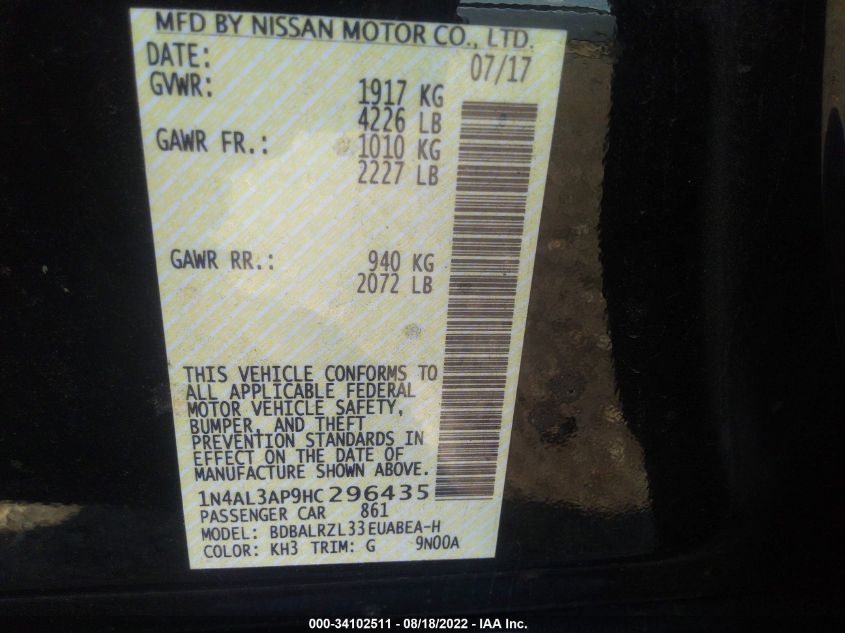 MFD BY NISSAN MOTOR CO., LTD.
DATE: 07/17
GVWR: 1917 KG
4226 LB
GAWR FR.: 1010 KG
2227 LB
GAWR RR.: 940 KG
2072 LB
THIS VEHICLE CONFORMS TO
ALL APPLICABLE FEDERAL
MOTOR VEHICLE SAFETY,
BUMPER, AND THEFT
PREVENTION STANDARDS IN
EFFECT ON THE DATE OF
MANUFACTURE SHOWN ABOVE.
1N4AL3AP9HC296435
PASSENGER CAR 861
MODEL: BDBALRZL33EUABEA-H
COLOR: KH3 TRIM: G 9N00A
000-34102511 - 08/18/2022 - IAA Inc.